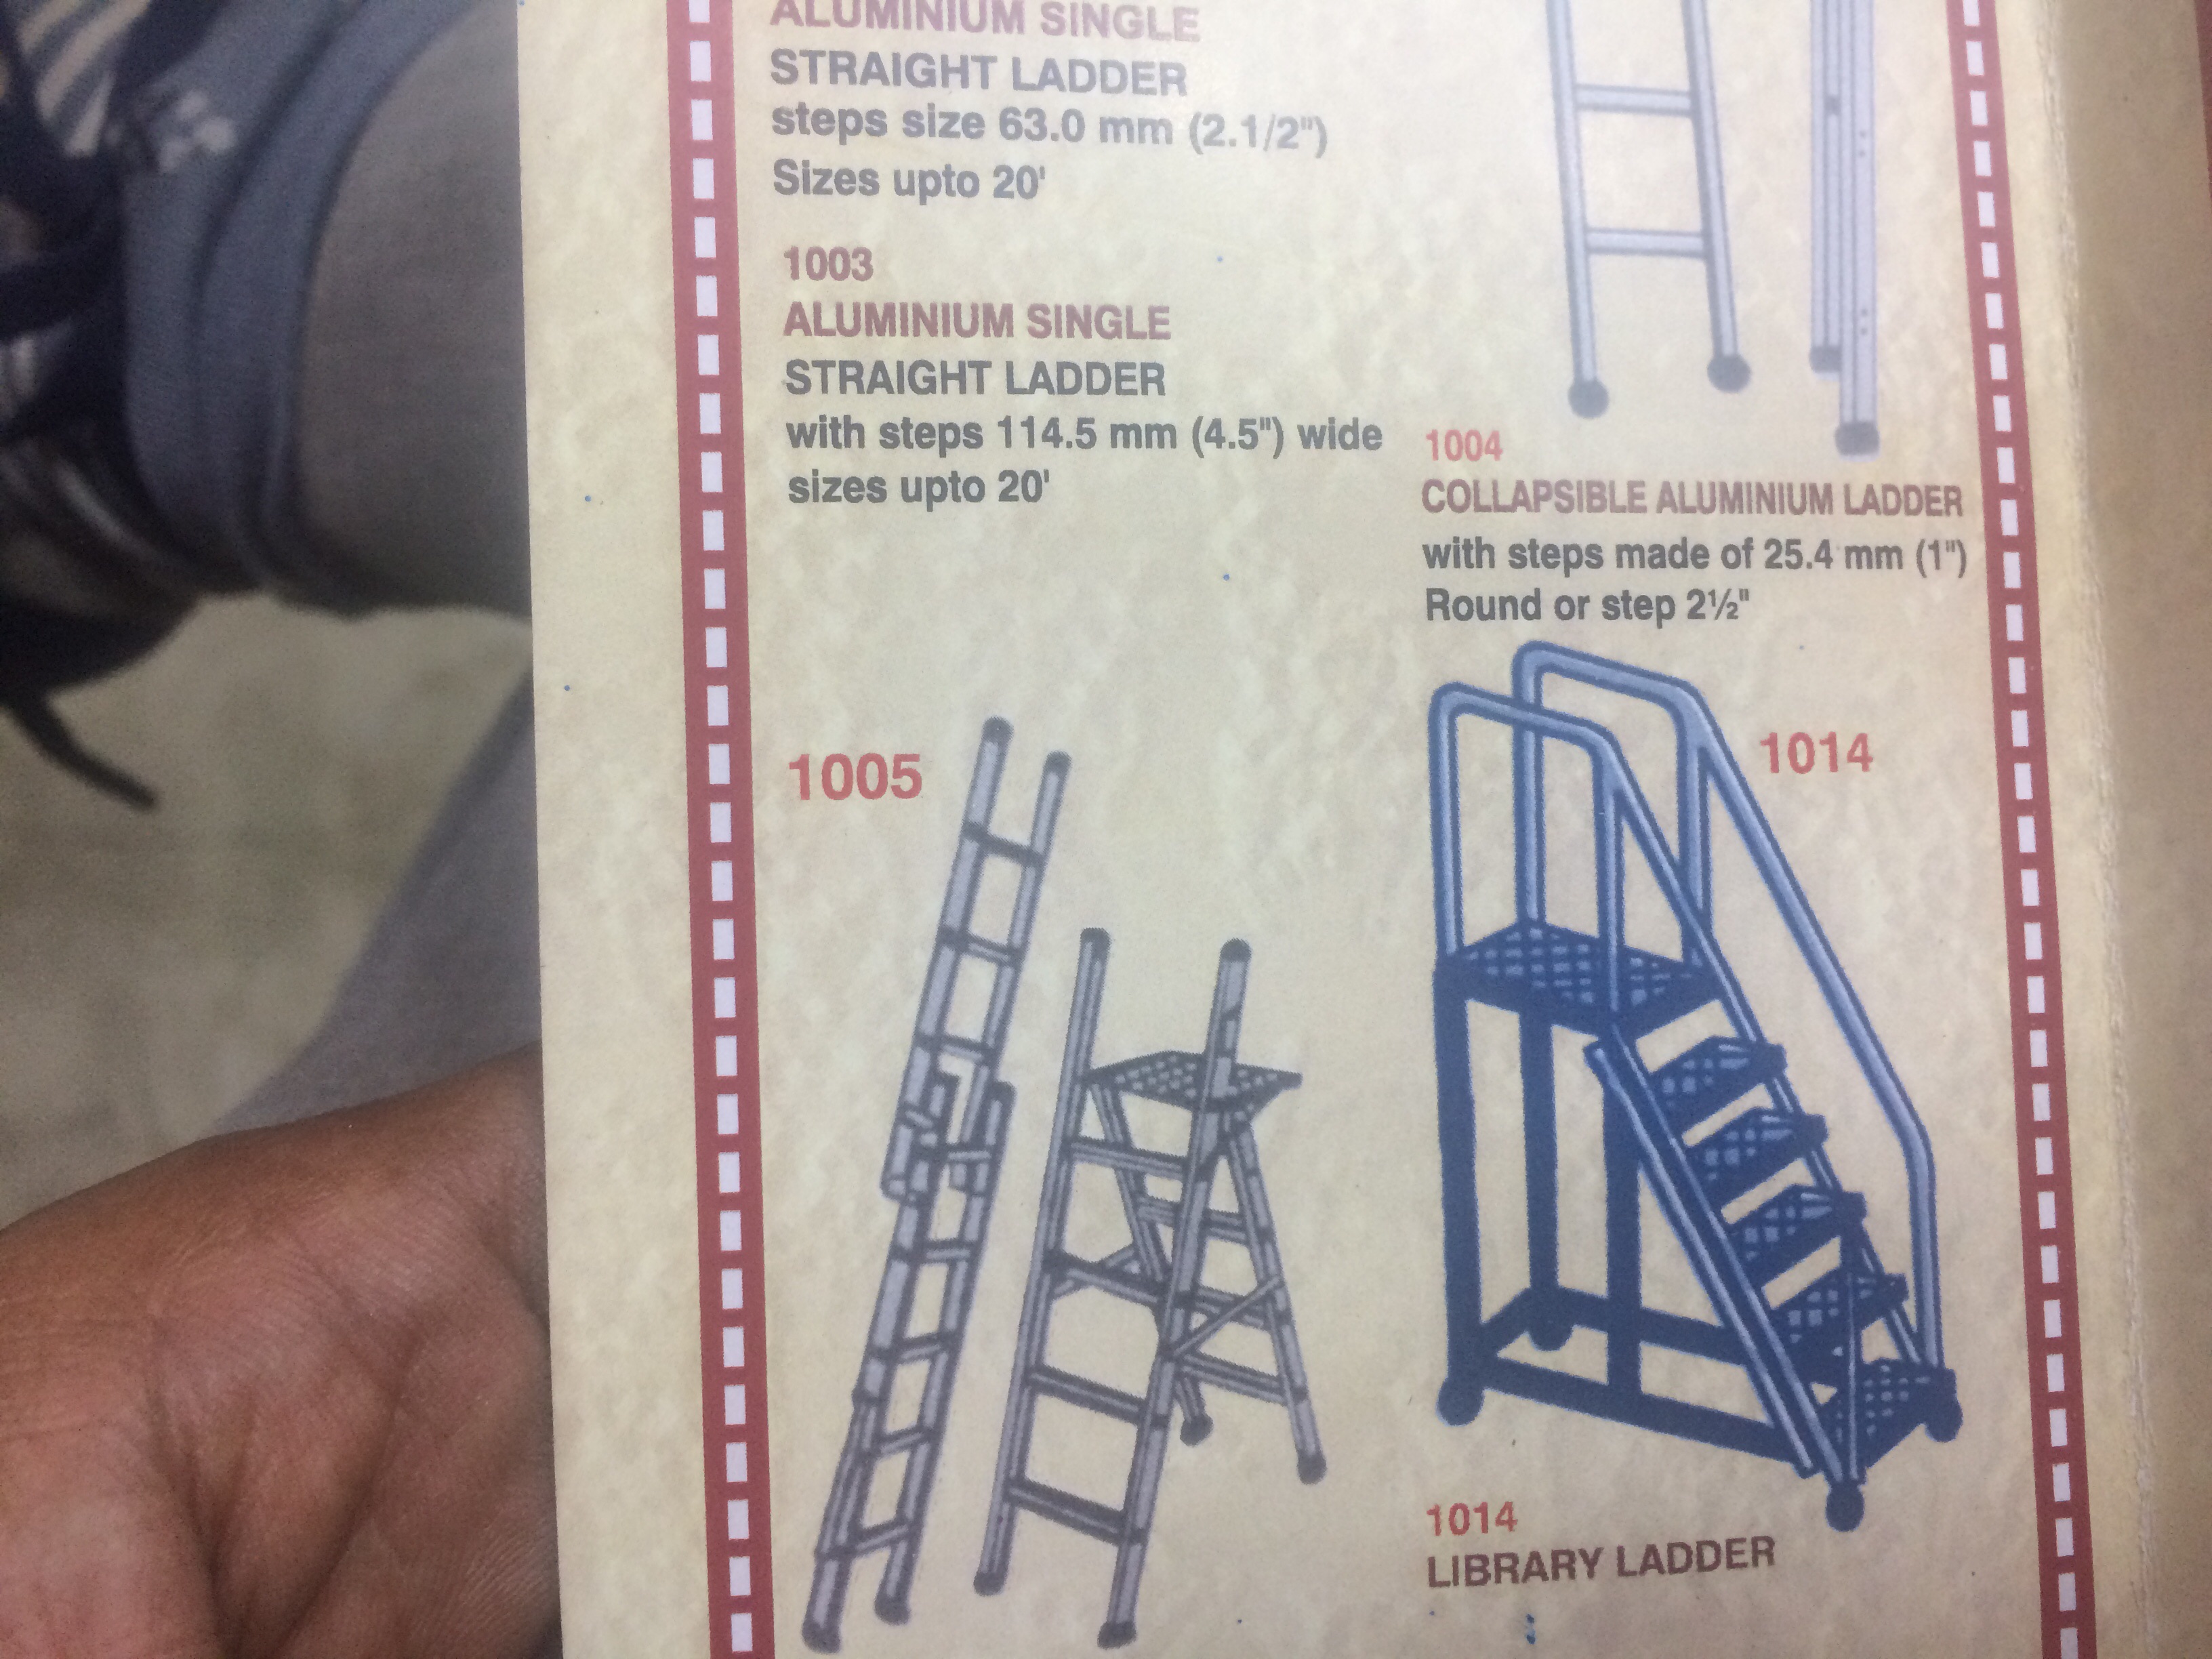 ALUMINIUM SINGLE
STRAIGHT LADDER
steps size 63.0 mm (2.1/2")
Sizes upto 20'
1003
ALUMINIUM SINGLE
STRAIGHT LADDER
with steps 114.5 mm (4.5") wide
sizes upto 20'
1004
COLLAPSIBLE ALUMINIUM LADDER
with steps made of 25.4 mm (1")
Round or step 2½"
1005
1014
1014
LIBRARY LADDER